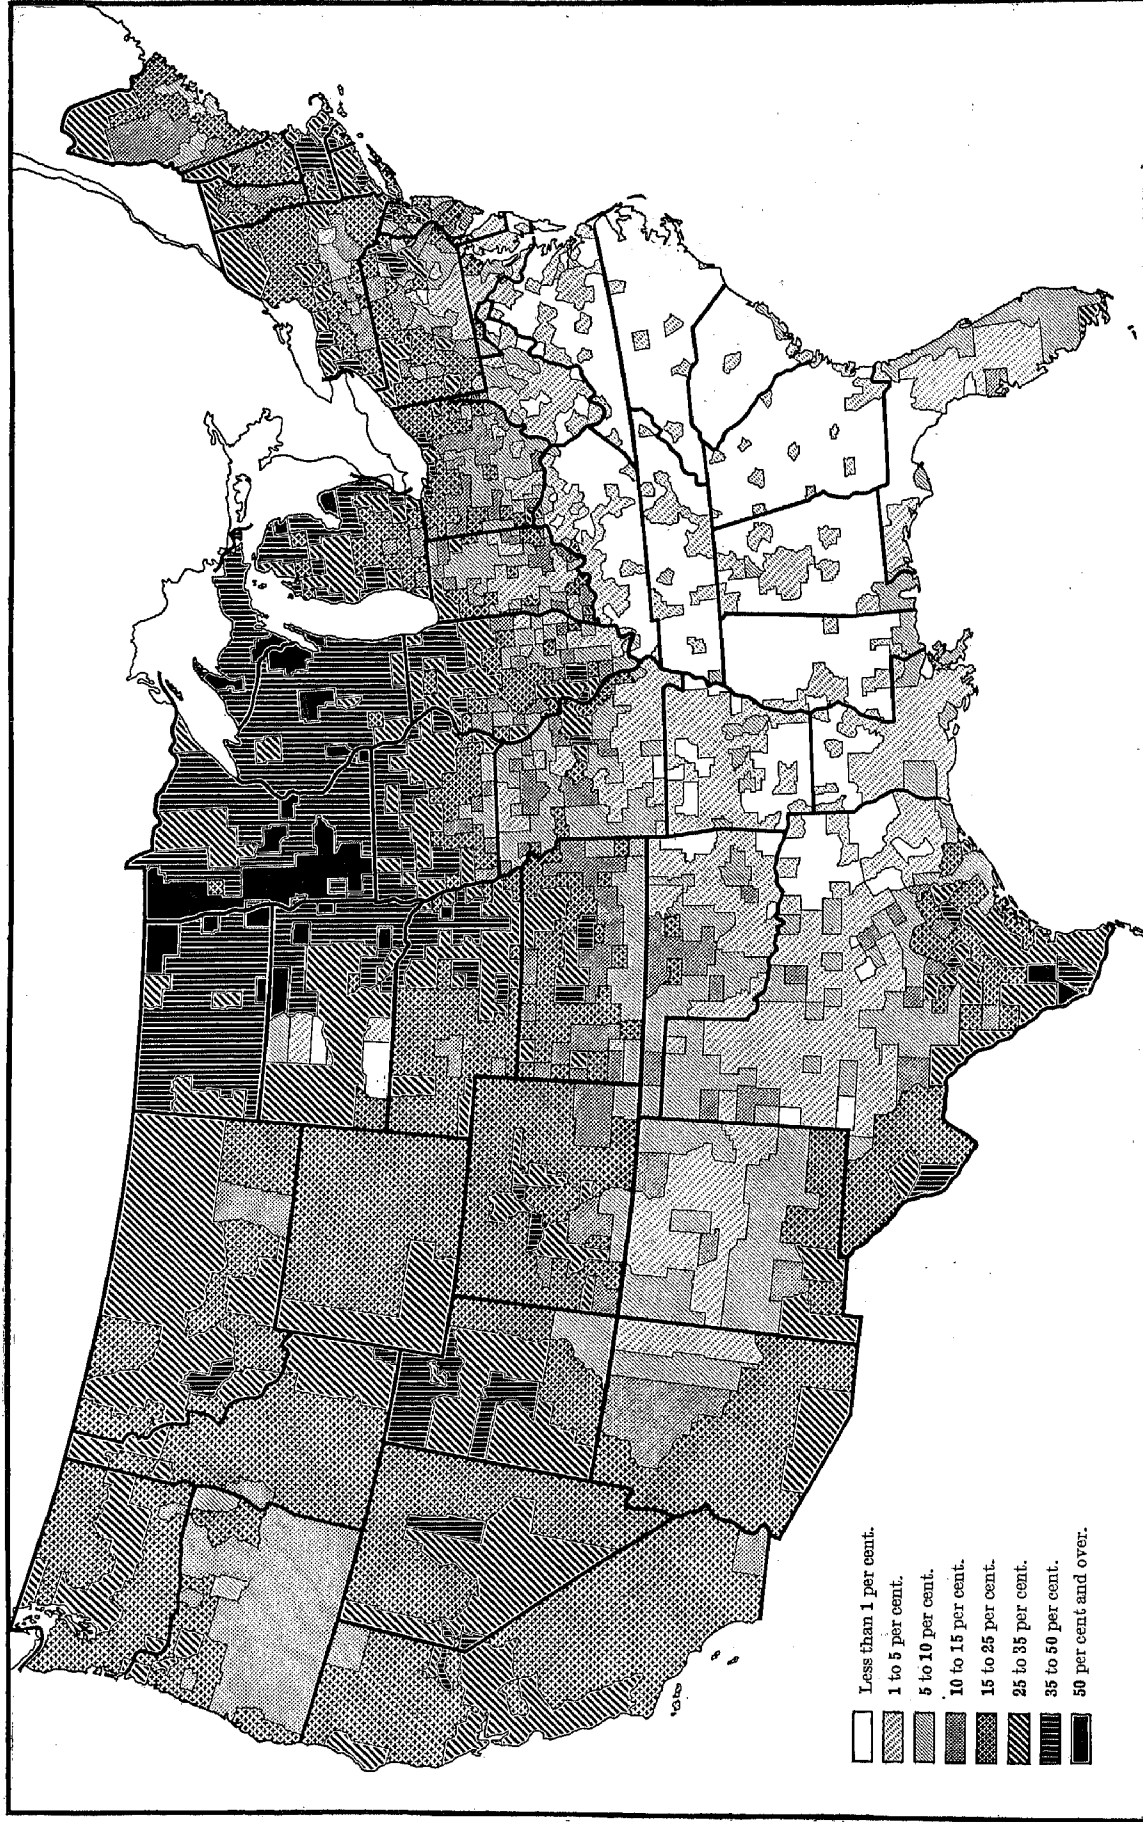 Less than 1 per cent.
1 to 5 per cent.
5 to 10 per cent.
10 to 15 per cent.
15 to 25 per cent.
25 to 35 per cent.
35 to 50 per cent.
50 per cent and over.